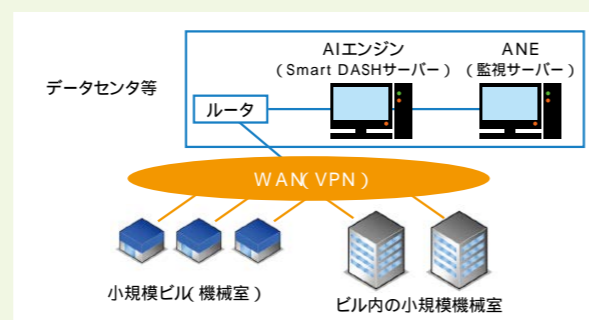 AIエンジン
(Smart DASHサーバー)
ANE
(監視サーバー)
データセンタ等
ルータ
WAN(VPN)
小規模ビル(機械室)
ビル内の小規模機械室